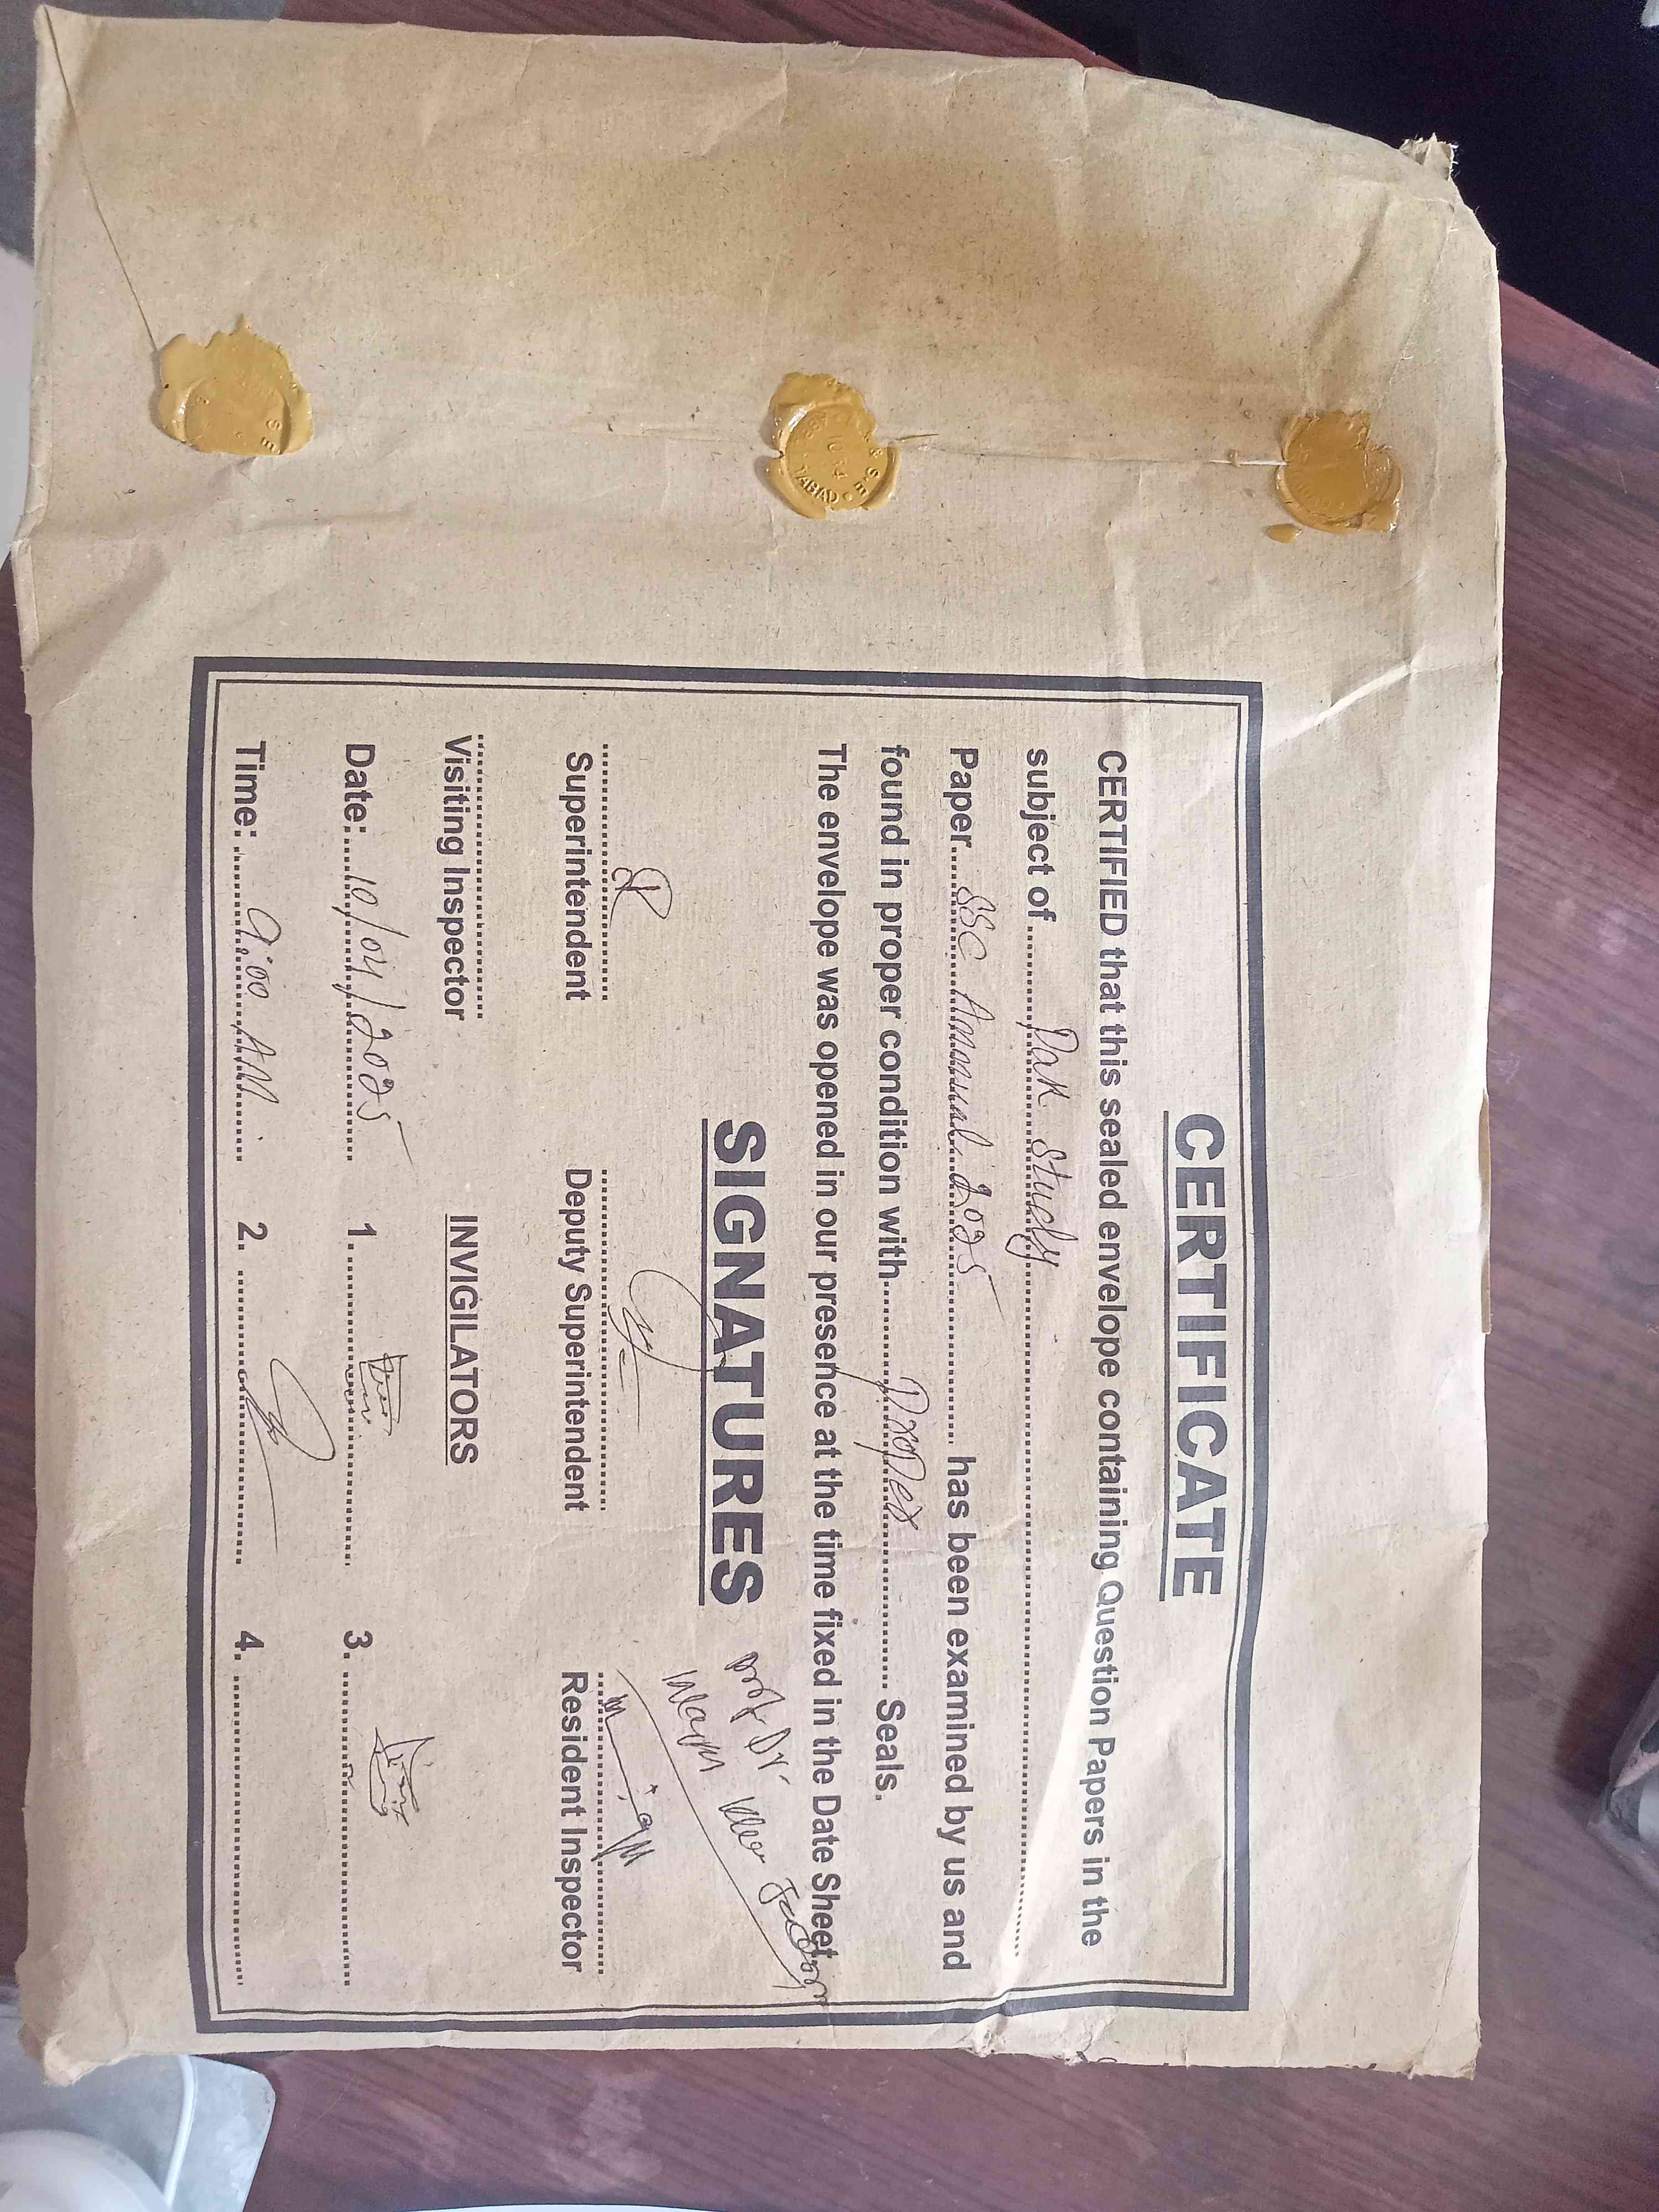 CERTIFICATE
CERTIFIED that this sealed envelope containing Question Papers in the
subject of Pak study
Paper SSC Annual 2025 has been examined by us and
found in proper condition with Proper Seals.
The envelope was opened in our presence at the time fixed in the Date Sheet
SIGNATURES
Superintendent Deputy Superintendent Resident Inspector
Visiting Inspector INVIGILATORS
Date: 10/04/2025 1. 3.
Time: 9:00 AM 2. 4.